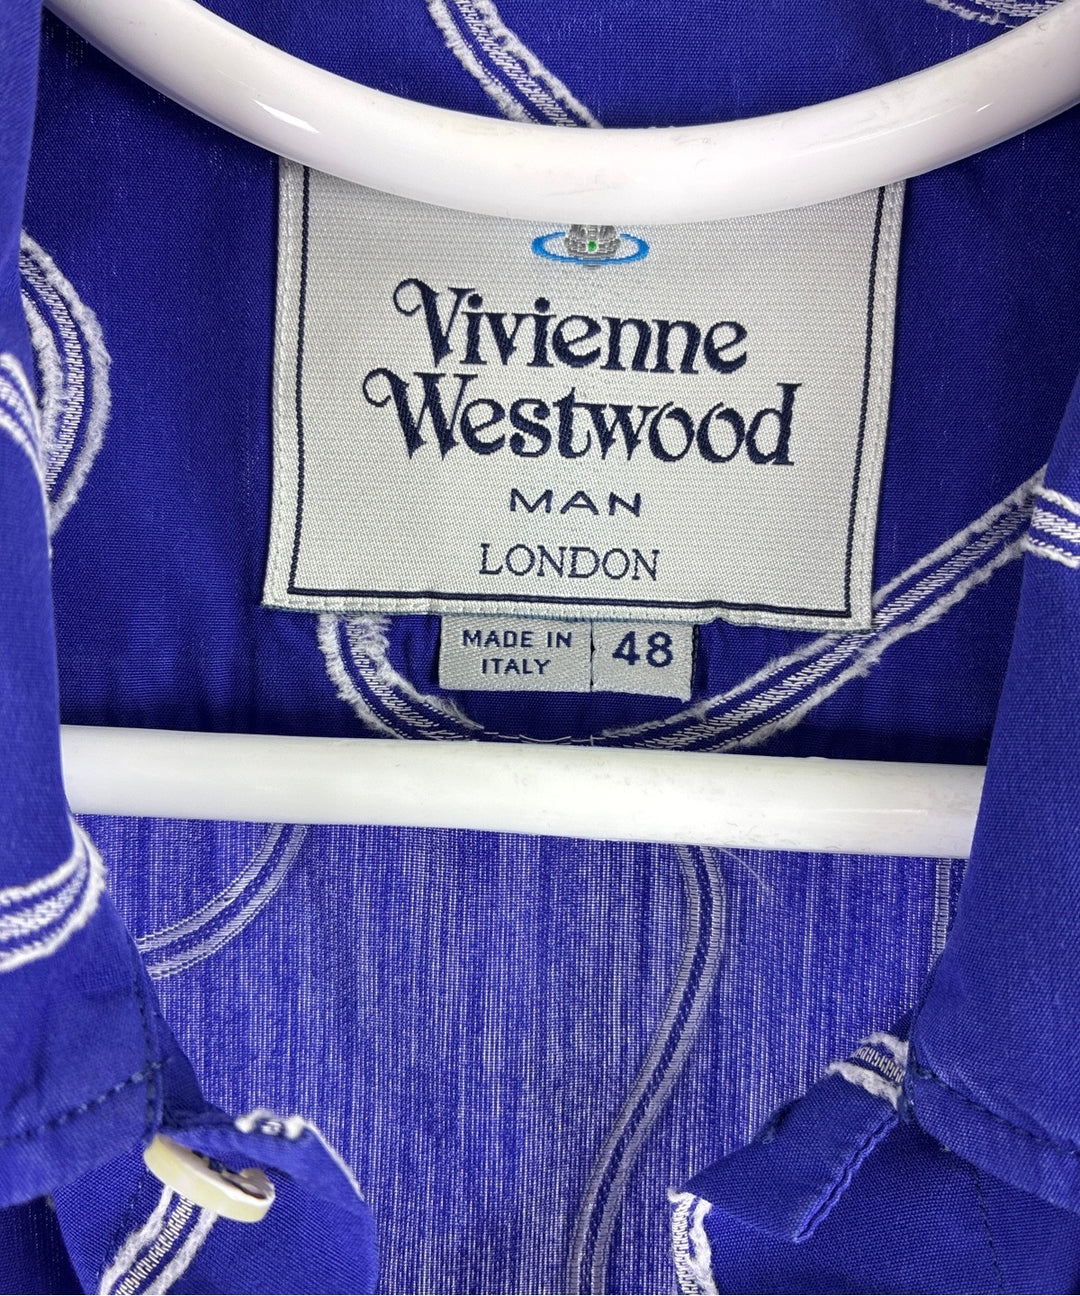 Vivienne
Westwood
MAN
LONDON
MADE IN
ITALY
48